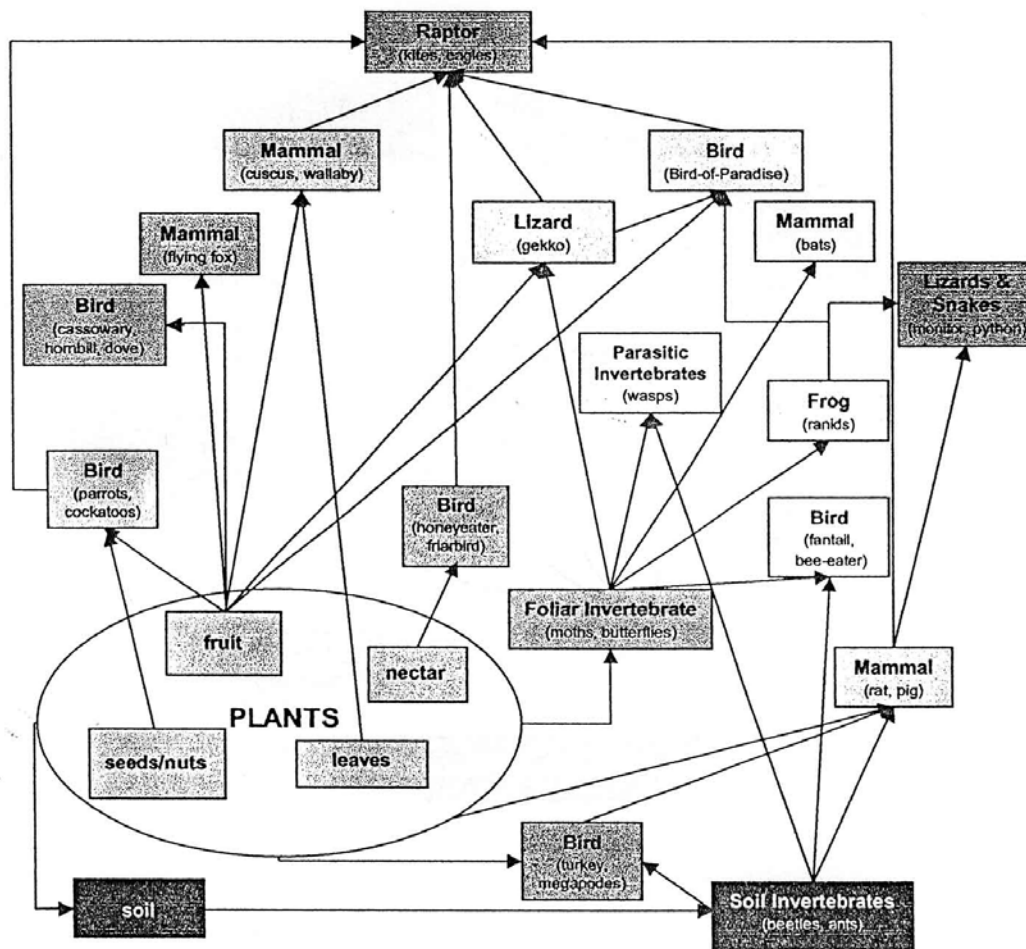 Raptor
(kites, eagles)
Mammal
(cuscus, wallaby)
Bird
(Bird-of-Paradise)
Mammal
(flying fox)
Lizard
(gekko)
Mammal
(bats)
Bird
(cassowary,
hornbill, dove)
Lizards &
Snakes
(monitor, python)
Parasitic
Invertebrates
(wasps)
Frog
(ranids)
Bird
(parrots,
cockatoos)
Bird
(honeyeater,
friarbird)
Bird
(fantail,
bee-eater)
Foliar Invertebrate
(moths, butterflies)
fruit
nectar
Mammal
(rat, pig)
PLANTS
seeds/nuts
leaves
Bird
(turkey,
megapodes)
soil
Soil Invertebrates
(beetles, ants)